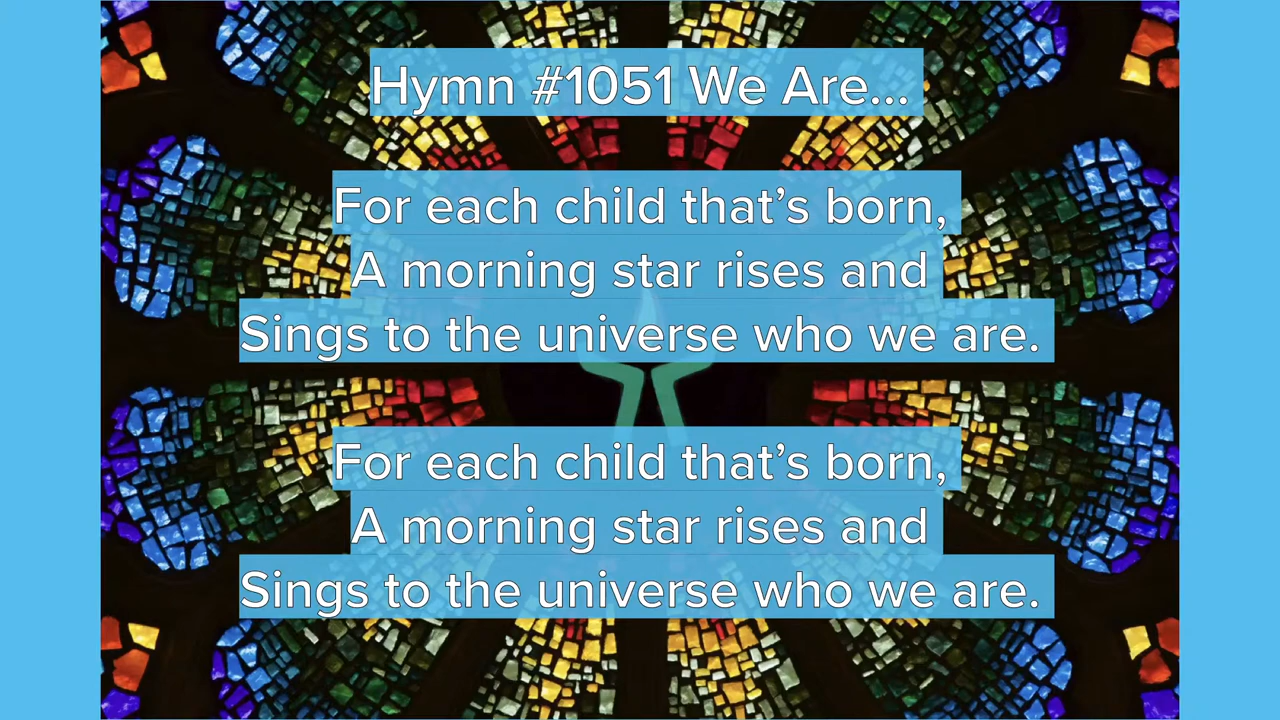 Hymn #1051 We Are...
For each child that’s born,
A morning star rises and
Sings to the universe who we are.
For each child that’s born,
A morning star rises and
Sings to the universe who we are.